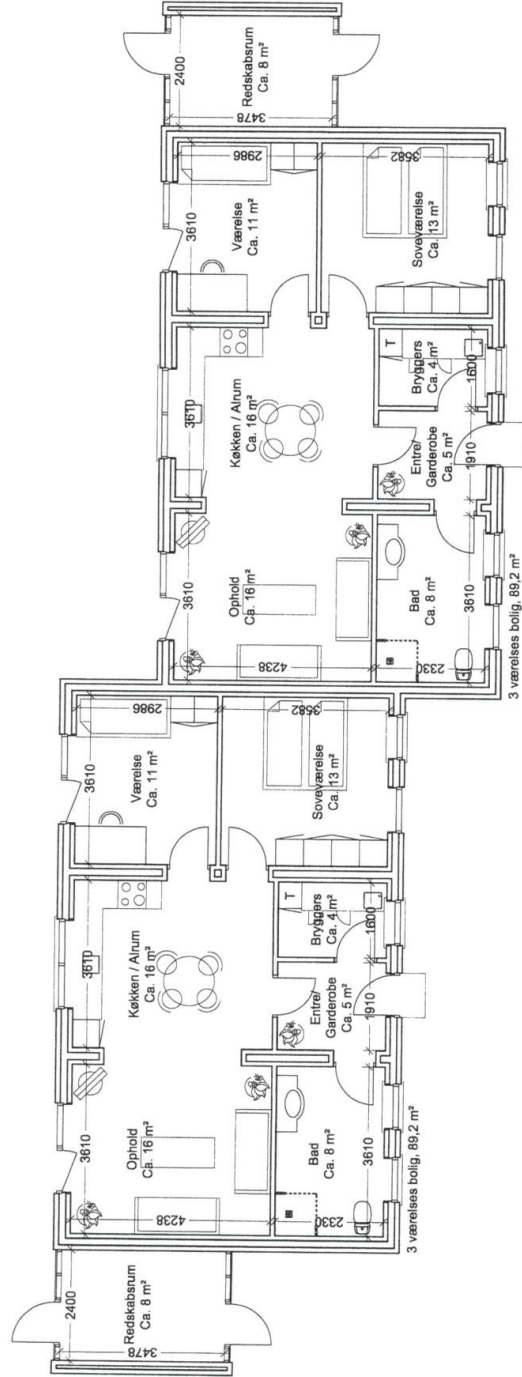 2400
3478
Redskabsrum
Ca. 8 m²
3610
2986
Værelse
Ca. 11 m²
3582
Soveværelse
Ca. 13 m²
3610
Køkken / Alrum
Ca. 16 m²
T
Bryggers
Ca. 4 m²
1600
Entre/
Garderobe
Ca. 5 m²
1910
3610
Ophold
Ca. 16 m²
4238
Bad
Ca. 8 m²
3610
2330
3 værelses bolig, 89,2 m²
3610
2986
Værelse
Ca. 11 m²
3582
Soveværelse
Ca. 13 m²
3610
Køkken / Alrum
Ca. 16 m²
T
Bryggers
Ca. 4 m²
1600
Entre/
Garderobe
Ca. 5 m²
1910
3610
Ophold
Ca. 16 m²
4238
Bad
Ca. 8 m²
3610
2330
3 værelses bolig, 89,2 m²
2400
3478
Redskabsrum
Ca. 8 m²